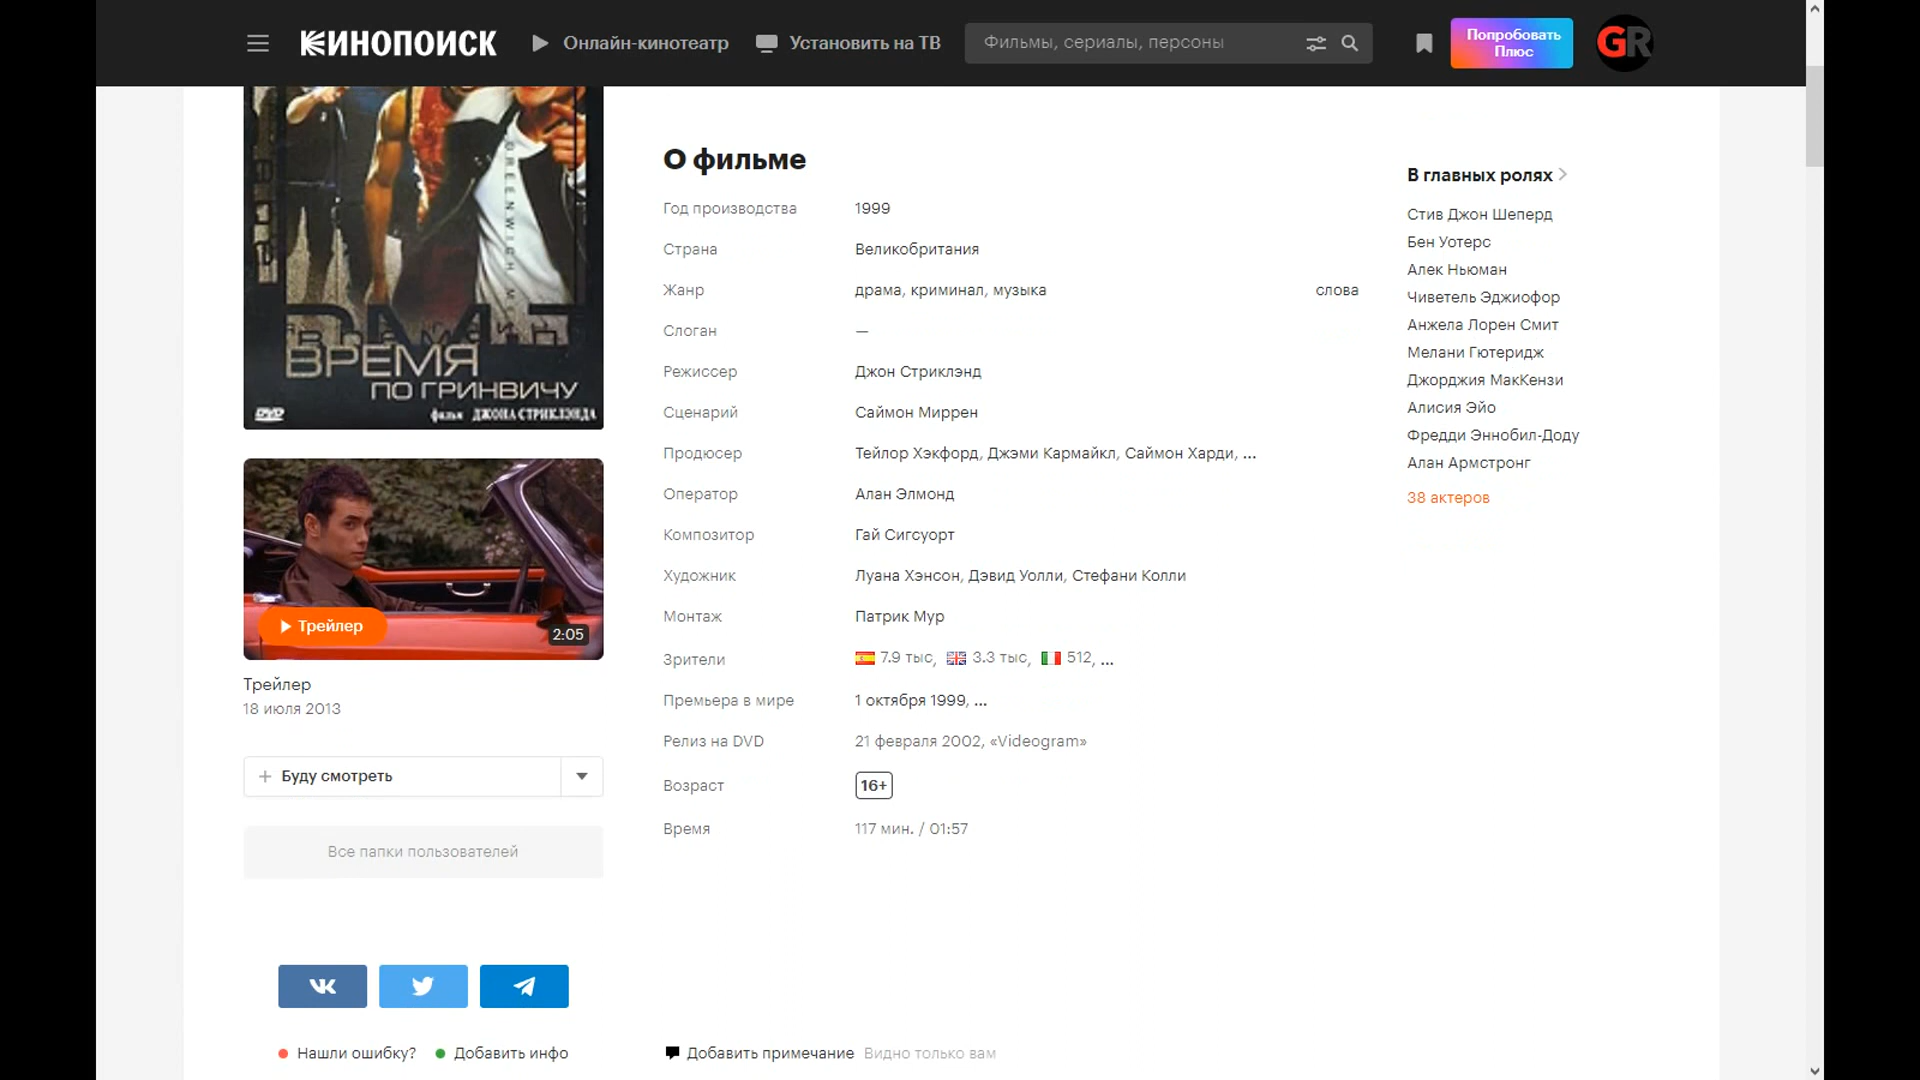 КИНОПОИСК
Онлайн-кинотеатр
Установить на ТВ
Фильмы, сериалы, персоны
Попробовать
Плюс
GR
GREENWICH M
ВРЕМЯ
ПО ГРИНВИЧУ
фильм ДЖОНА СТРИКЛЭНДА
DVD
Трейлер
2:05
Трейлер
18 июля 2013
Буду смотреть
Все папки пользователей
Нашли ошибку?
Добавить инфо
О фильме
Год производства 1999
Страна Великобритания
Жанр драма, криминал, музыка слова
Слоган —
Режиссер Джон Стриклэнд
Сценарий Саймон Миррен
Продюсер Тейлор Хэкфорд, Джэми Кармайкл, Саймон Харди, ...
Оператор Алан Элмонд
Композитор Гай Сигсуорт
Художник Луана Хэнсон, Дэвид Уолли, Стефани Колли
Монтаж Патрик Мур
Зрители 7.9 тыс, 3.3 тыс, 512, ...
Премьера в мире 1 октября 1999, ...
Релиз на DVD 21 февраля 2002, «Videogram»
Возраст 16+
Время 117 мин. / 01:57
Добавить примечание Видно только вам
В главных ролях
Стив Джон Шеперд
Бен Уотерс
Алек Ньюман
Чиветель Эджиофор
Анжела Лорен Смит
Мелани Гютеридж
Джорджия МакКензи
Алисия Эйо
Фредди Эннобил-Доду
Алан Армстронг
38 актеров